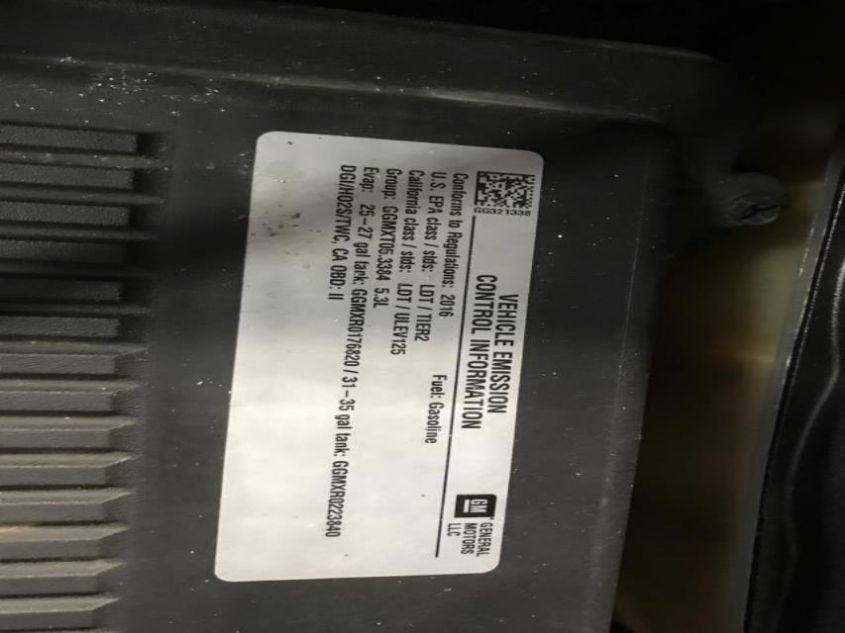 GG321338
VEHICLE EMISSION
CONTROL INFORMATION
GM
GENERAL
MOTORS
LLC
Conforms to Regulations: 2016 Fuel: Gasoline
U.S. EPA class / stds: LDT / TIER2
California class / stds: LDT / ULEV125
Group: GGMXT05.3384 5.3L
Evap: 25-27 gal tank: GGMXR0176820 / 31-35 gal tank: GGMXR0223840
DGI/HO2S/TWC, CA OBD: II